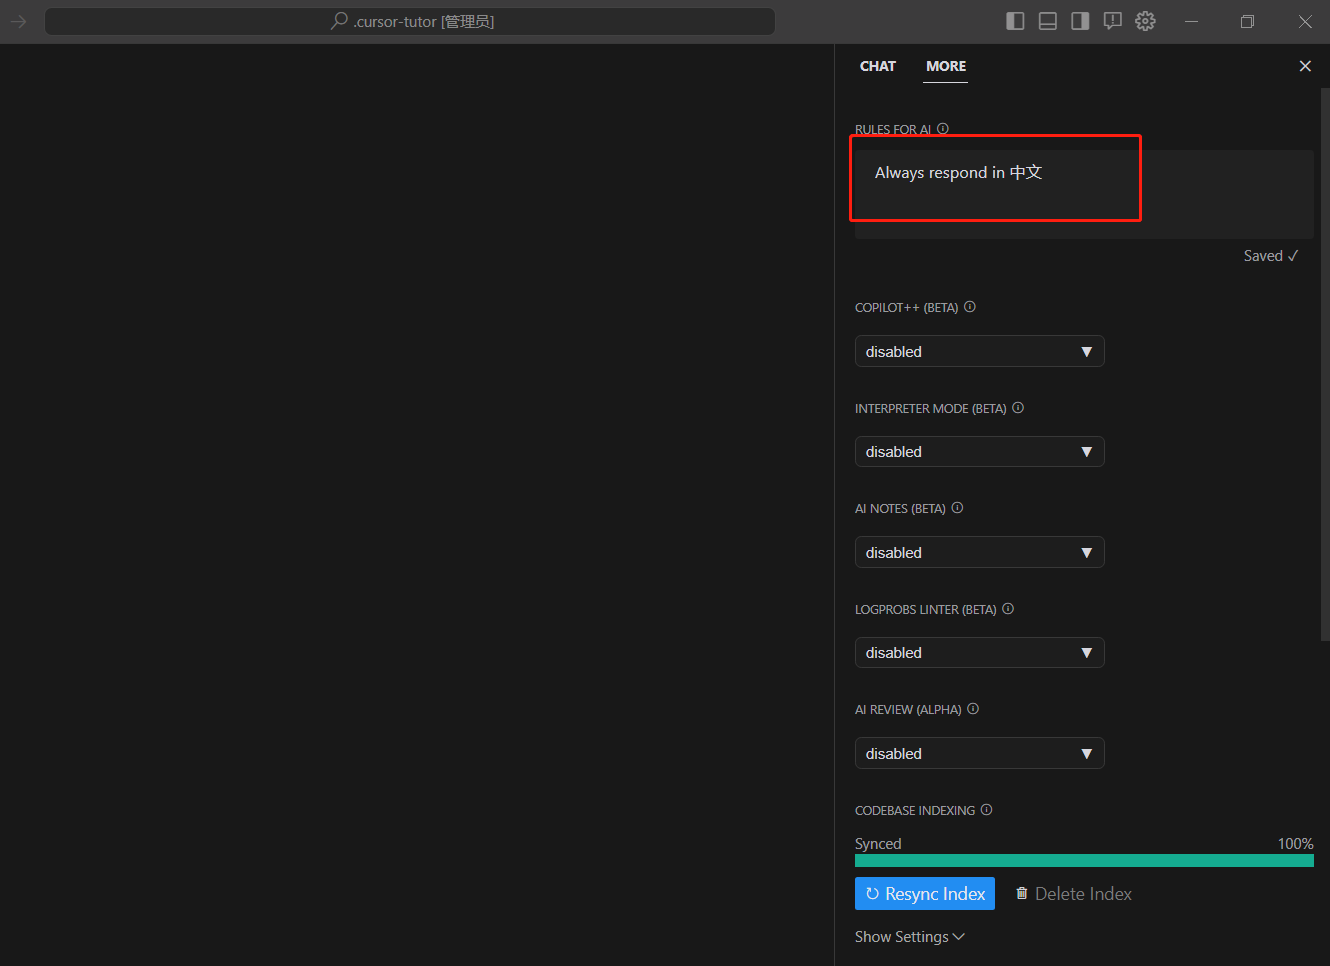 .cursor-tutor [管理员]
CHAT
MORE
RULES FOR AI
Always respond in 中文
Saved ✓
COPILOT++ (BETA)
disabled
INTERPRETER MODE (BETA)
disabled
AI NOTES (BETA)
disabled
LOGPROBS LINTER (BETA)
disabled
AI REVIEW (ALPHA)
disabled
CODEBASE INDEXING
Synced 100%
Resync Index
Delete Index
Show Settings